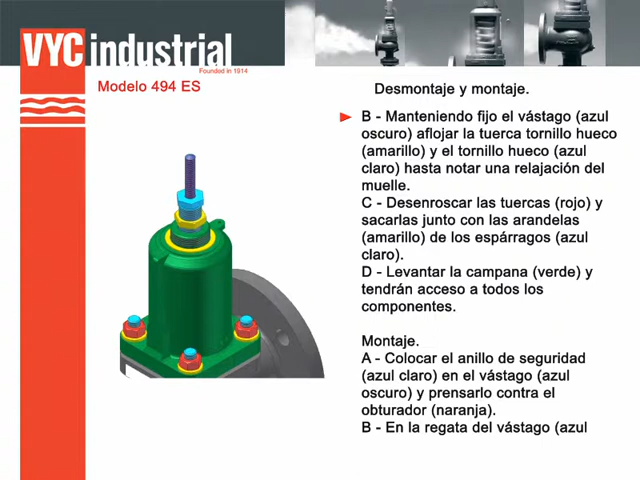 VYC industrial
Founded in 1914
Modelo 494 ES
Desmontaje y montaje.
B - Manteniendo fijo el vástago (azul
oscuro) aflojar la tuerca tornillo hueco
(amarillo) y el tornillo hueco (azul
claro) hasta notar una relajación del
muelle.
C - Desenroscar las tuercas (rojo) y
sacarlas junto con las arandelas
(amarillo) de los espárragos (azul
claro).
D - Levantar la campana (verde) y
tendrán acceso a todos los
componentes.
Montaje.
A - Colocar el anillo de seguridad
(azul claro) en el vástago (azul
oscuro) y prensarlo contra el
obturador (naranja).
B - En la regata del vástago (azul